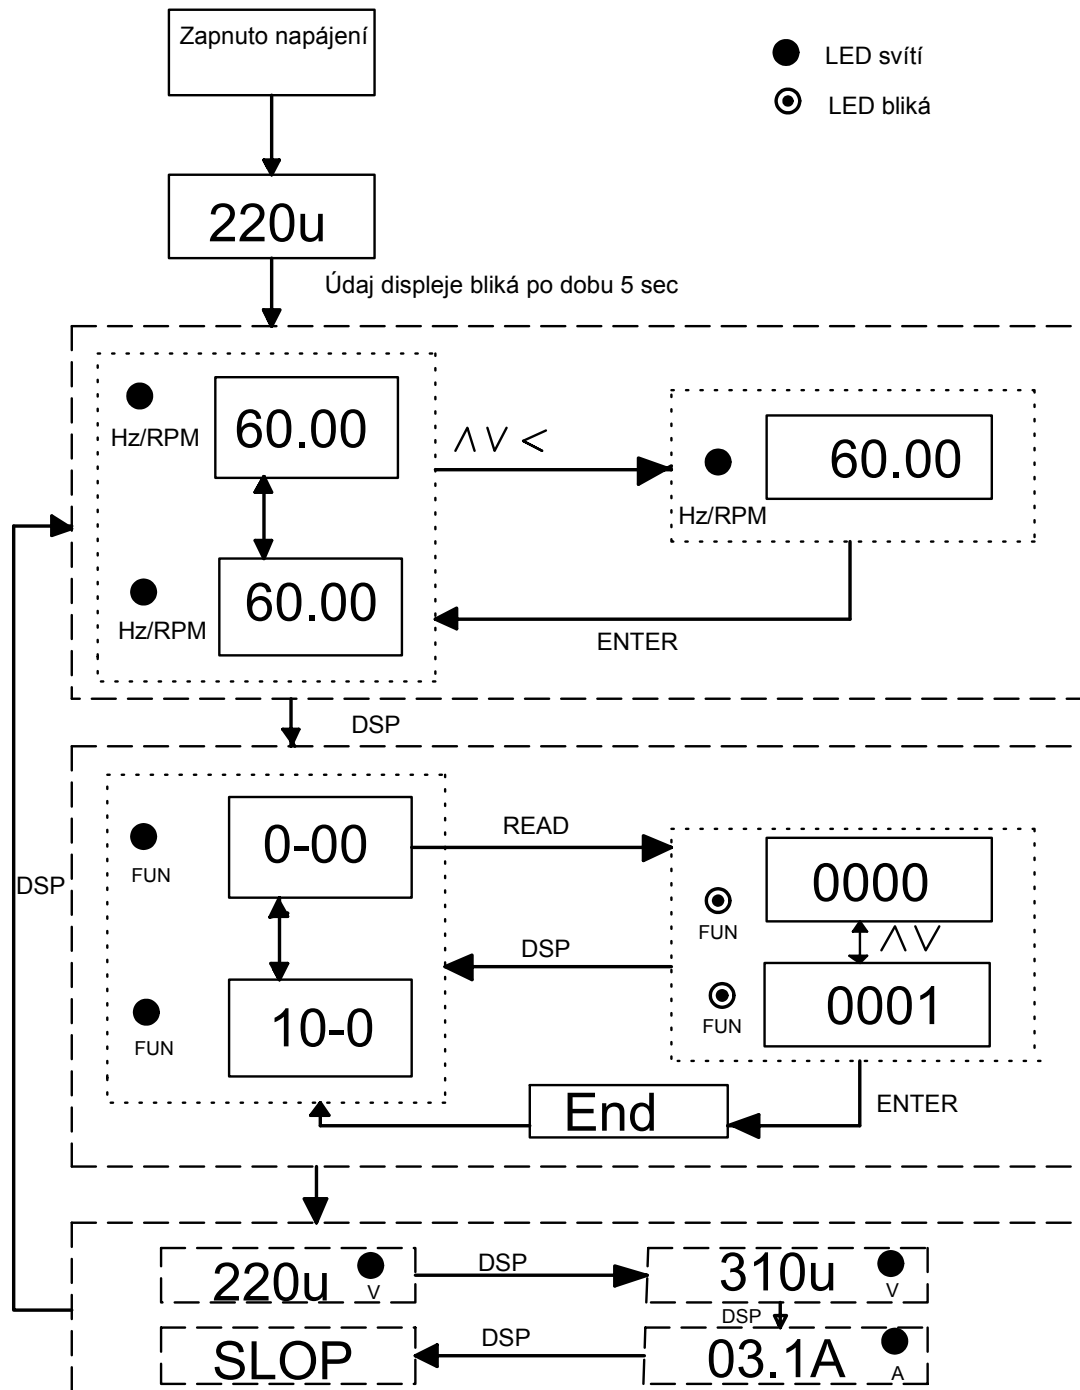 Zapnuto napájení
LED svítí
LED bliká
220u
Údaj displeje bliká po dobu 5 sec
60.00
Hz/RPM
∧ ∨ <
60.00
Hz/RPM
60.00
Hz/RPM
ENTER
DSP
0-00
FUN
READ
0000
FUN
∧ ∨
DSP
DSP
10-0
FUN
0001
FUN
End
ENTER
220u
V
DSP
310u
V
DSP
SLOP
DSP
03.1A
A